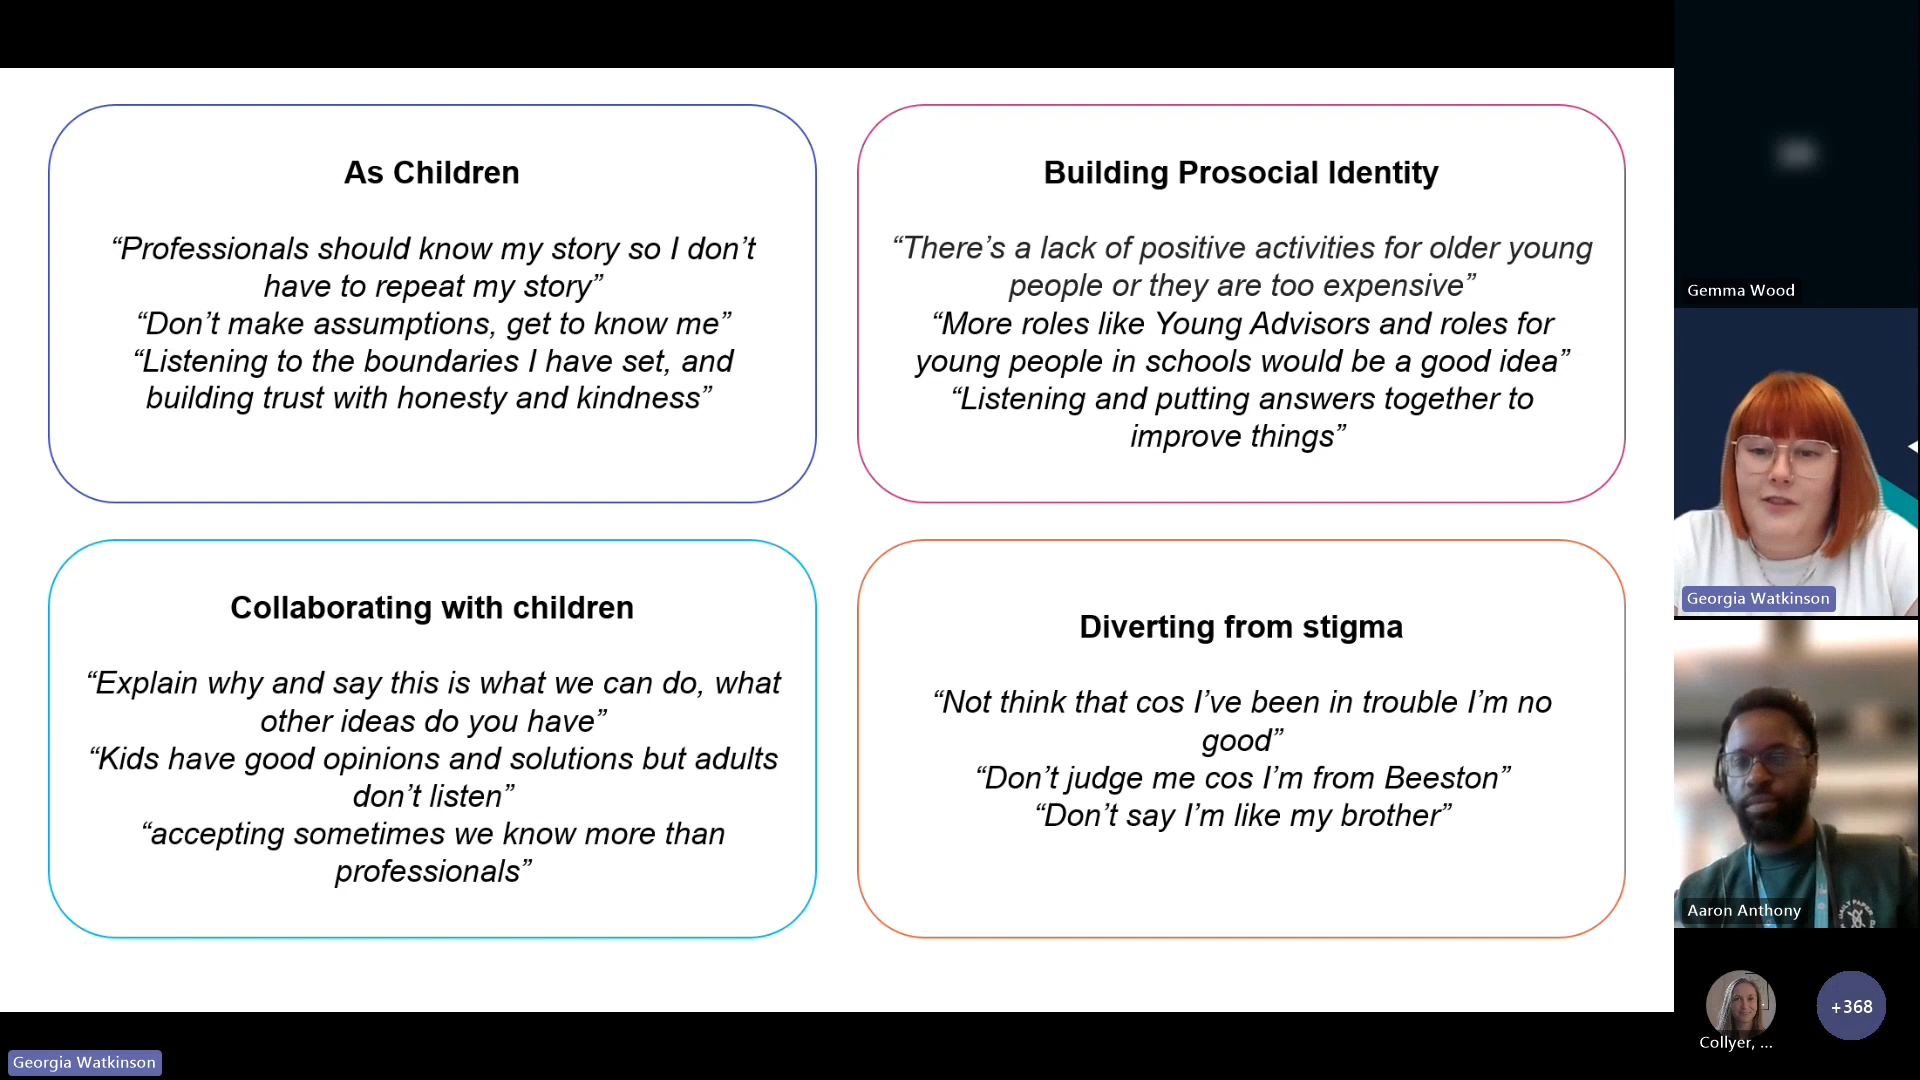 As Children
“Professionals should know my story so I don’t
have to repeat my story”
“Don’t make assumptions, get to know me”
“Listening to the boundaries I have set, and
building trust with honesty and kindness”
Building Prosocial Identity
“There’s a lack of positive activities for older young
people or they are too expensive”
“More roles like Young Advisors and roles for
young people in schools would be a good idea”
“Listening and putting answers together to
improve things”
Collaborating with children
“Explain why and say this is what we can do, what
other ideas do you have”
“Kids have good opinions and solutions but adults
don’t listen”
“accepting sometimes we know more than
professionals”
Diverting from stigma
“Not think that cos I’ve been in trouble I’m no
good”
“Don’t judge me cos I’m from Beeston”
“Don’t say I’m like my brother”
Gemma Wood
Georgia Watkinson
Aaron Anthony
Collyer, ...
+368
Georgia Watkinson